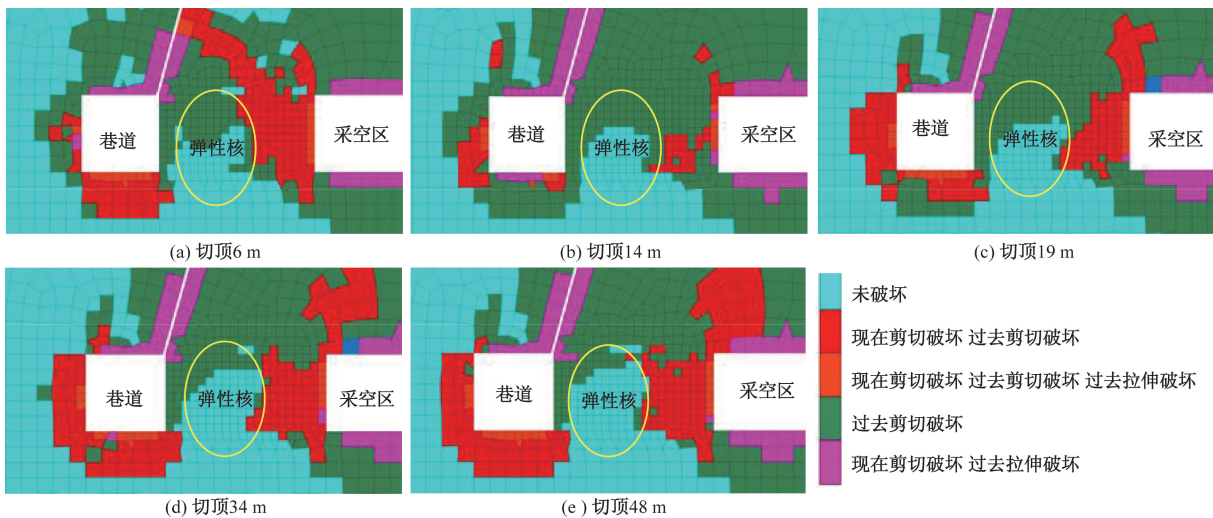 巷道
弹性核
采空区
(a) 切顶6 m
巷道
弹性核
采空区
(b) 切顶14 m
巷道
弹性核
采空区
(c) 切顶19 m
巷道
弹性核
采空区
(d) 切顶34 m
巷道
弹性核
采空区
(e ) 切顶48 m
未破坏
现在剪切破坏 过去剪切破坏
现在剪切破坏 过去剪切破坏 过去拉伸破坏
过去剪切破坏
现在剪切破坏 过去拉伸破坏